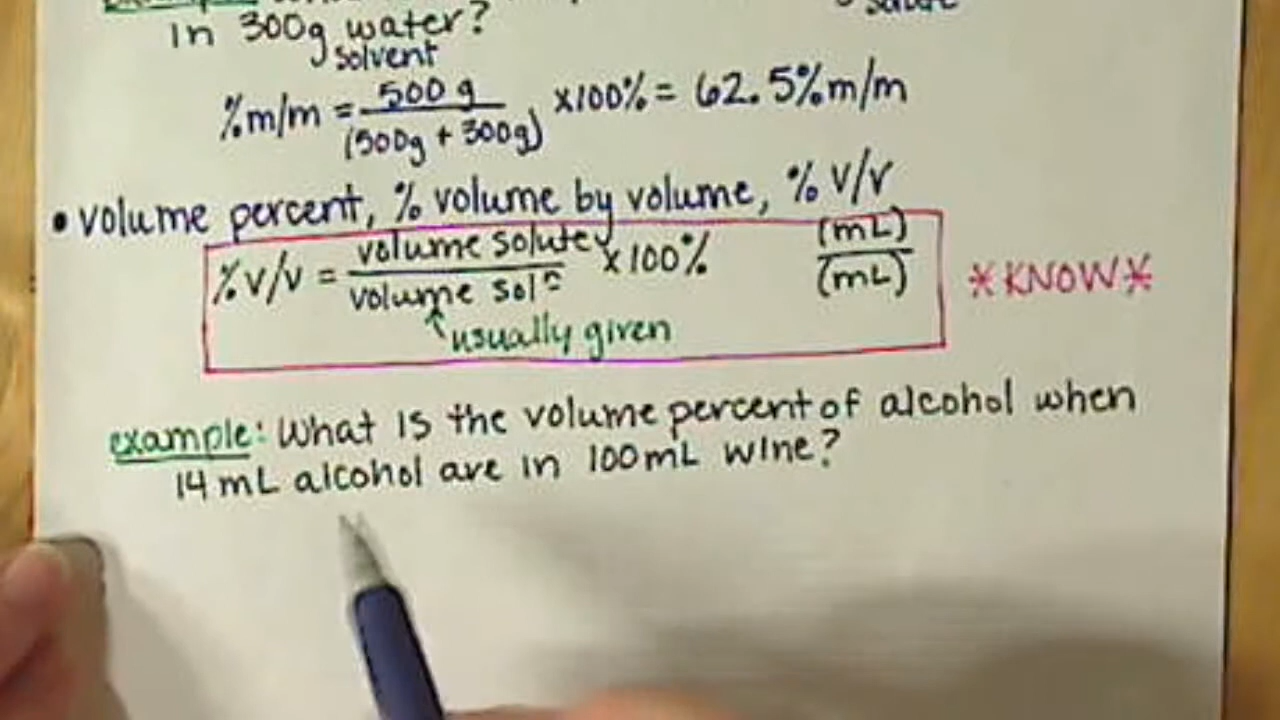 in 300g water?
solvent
%m/m = 500 g / (500g + 300g) x100% = 62.5%m/m
• volume percent, % volume by volume, % v/v
%v/v = volume solute / volume sol⁠n x100% (mL)/(mL)
*KNOW*
usually given
example: What is the volume percent of alcohol when
14 mL alcohol are in 100mL wine?